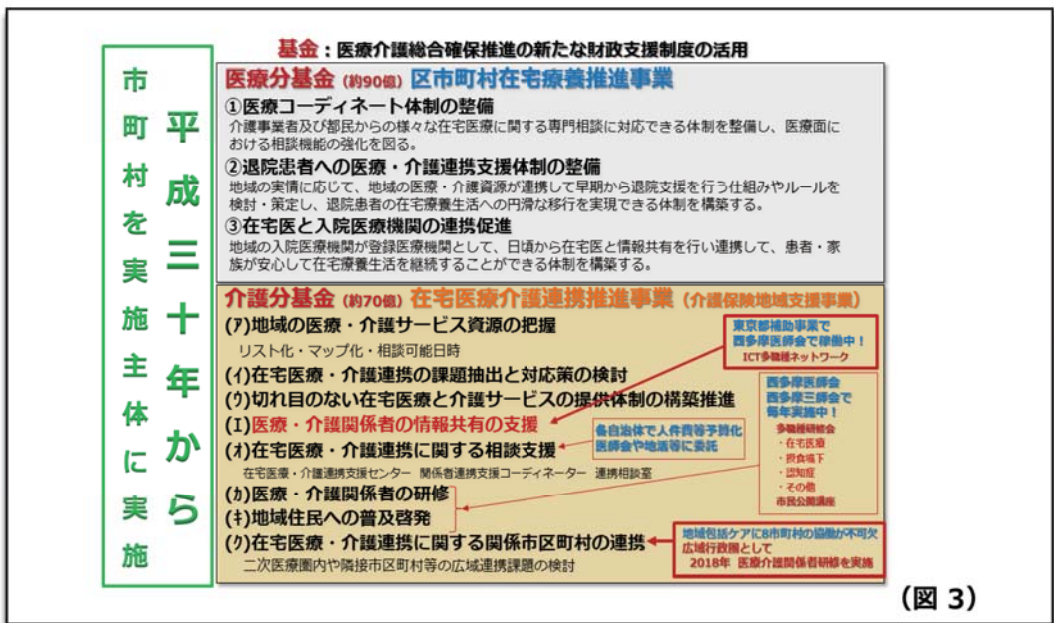 基金：医療介護総合確保推進の新たな財政支援制度の活用
平成三十年から
市町村を実施主体に実施
医療分基金（約90億）区市町村在宅療養推進事業
①医療コーディネート体制の整備
介護事業者及び都民からの様々な在宅医療に関する専門相談に対応できる体制を整備し、医療面に
おける相談機能の強化を図る。
②退院患者への医療・介護連携支援体制の整備
地域の実情に応じて、地域の医療・介護資源が連携して早期から退院支援を行う仕組みやルールを
検討・策定し、退院患者の在宅療養生活への円滑な移行を実現できる体制を構築する。
③在宅医と入院医療機関の連携促進
地域の入院医療機関が登録医療機関として、日頃から在宅医と情報共有を行い連携して、患者・家
族が安心して在宅療養生活を継続することができる体制を構築する。
介護分基金（約70億）在宅医療介護連携推進事業（介護保険地域支援事業）
(ｱ)地域の医療・介護サービス資源の把握
リスト化・マップ化・相談可能日時
(ｲ)在宅医療・介護連携の課題抽出と対応策の検討
(ｳ)切れ目のない在宅医療と介護サービスの提供体制の構築推進
(ｴ)医療・介護関係者の情報共有の支援
(ｵ)在宅医療・介護連携に関する相談支援
在宅医療・介護連携支援センター 関係者連携支援コーディネーター 連携相談室
(ｶ)医療・介護関係者の研修
(ｷ)地域住民への普及啓発
(ｸ)在宅医療・介護連携に関する関係市区町村の連携
二次医療圏内や隣接市区町村等の広域連携課題の検討
東京都補助事業で
西多摩医師会で稼働中！
ICT多職種ネットワーク
各自治体で人件費等予算化
医師会や地活等に委託
西多摩医師会
西多摩三師会で
毎年実施中！
多職種研修会
・在宅医療
・摂食嚥下
・認知症
・その他
市民公開講座
地域包括ケアに8市町村の協働が不可欠
広域行政圏として
2018年 医療介護関係者研修を実施
（図 3）